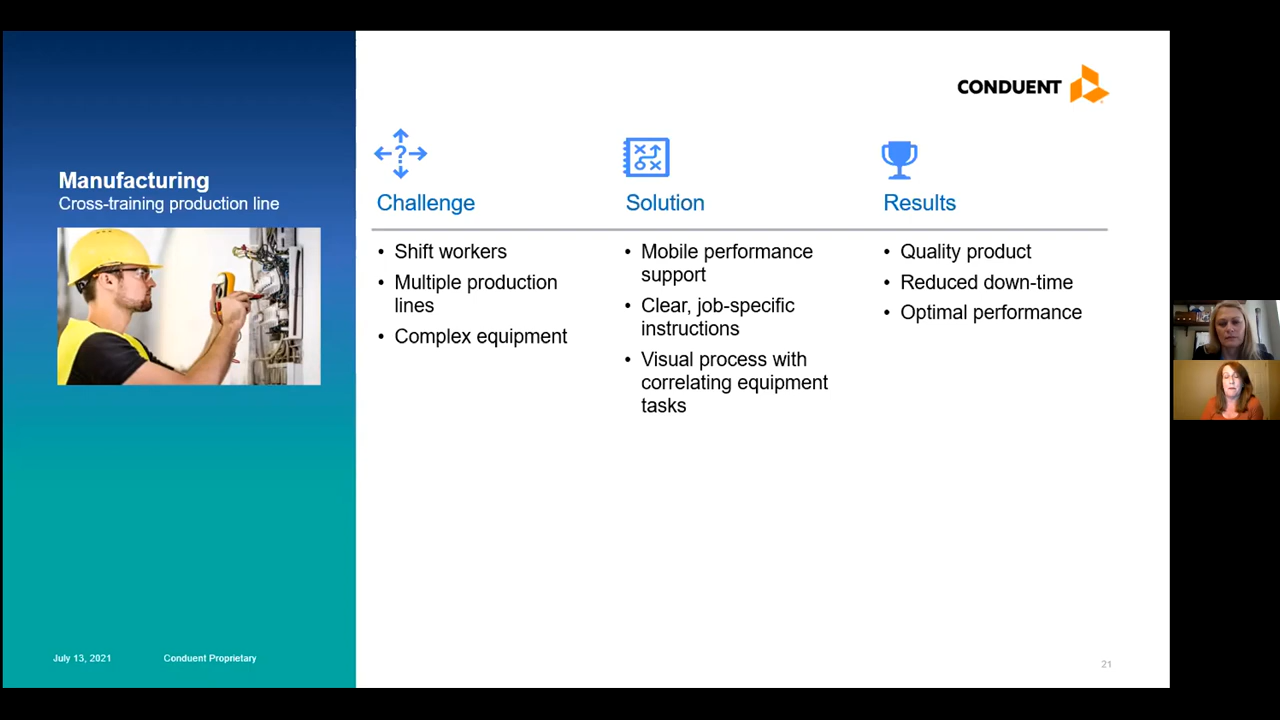 CONDUENT
Manufacturing
Cross-training production line
Challenge
• Shift workers
• Multiple production
lines
• Complex equipment
Solution
• Mobile performance
support
• Clear, job-specific
instructions
• Visual process with
correlating equipment
tasks
Results
• Quality product
• Reduced down-time
• Optimal performance
July 13, 2021
Conduent Proprietary
21